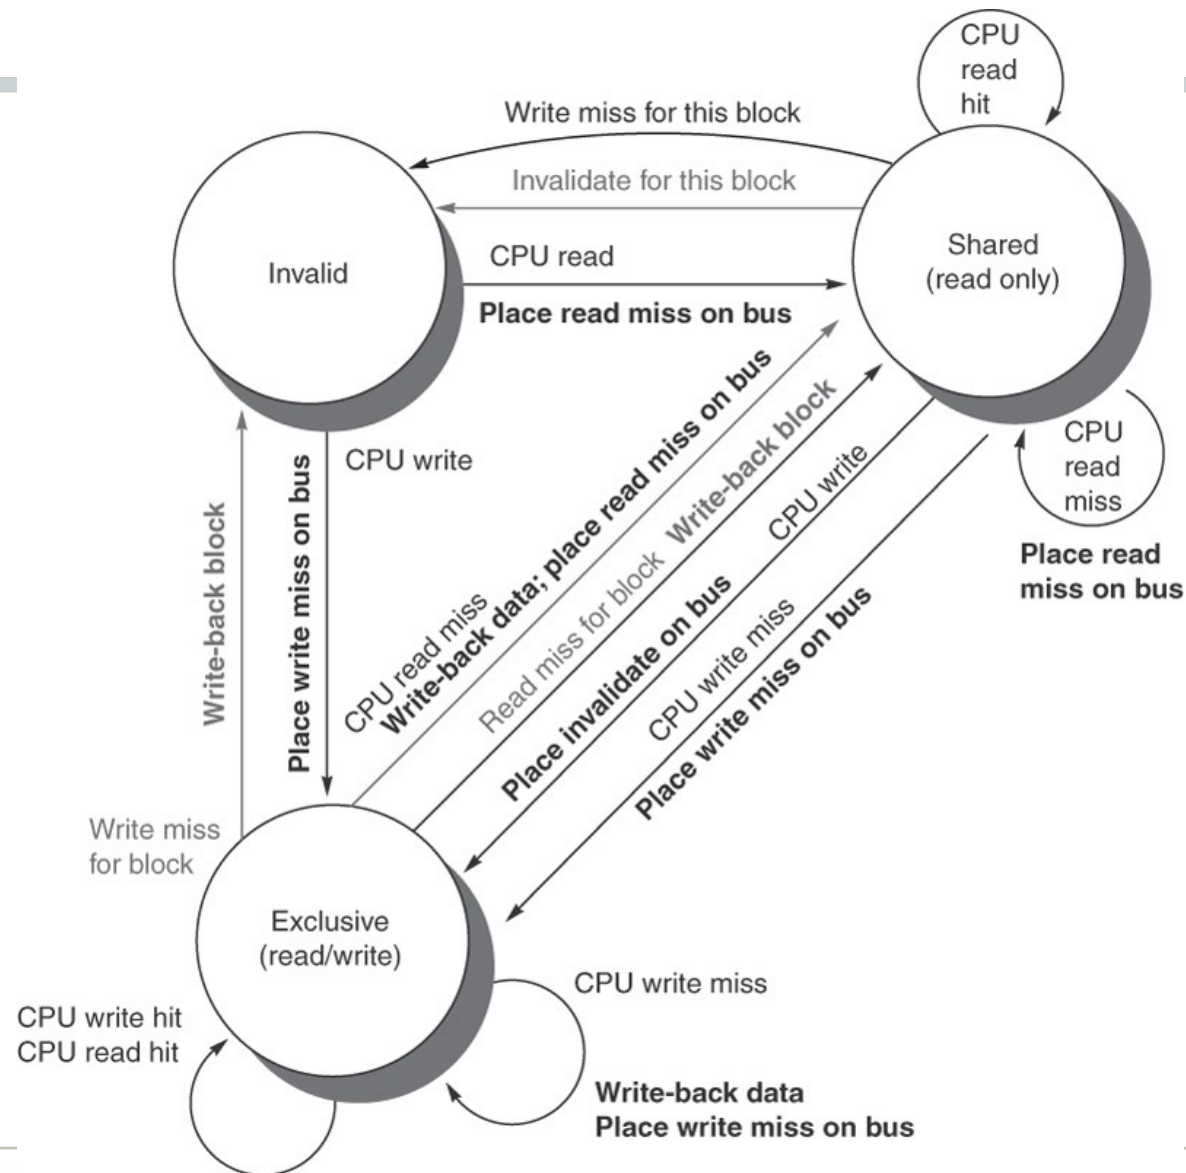 CPU
read
hit
Write miss for this block
Invalidate for this block
Invalid
CPU read
Place read miss on bus
Shared
(read only)
CPU
read
miss
Place read
miss on bus
CPU write
Place write miss on bus
Write-back block
Write miss
for block
CPU read miss
Write-back data; place read miss on bus
Read miss for block Write-back block
CPU write
Place invalidate on bus
CPU write miss
Place write miss on bus
Exclusive
(read/write)
CPU write miss
CPU write hit
CPU read hit
Write-back data
Place write miss on bus